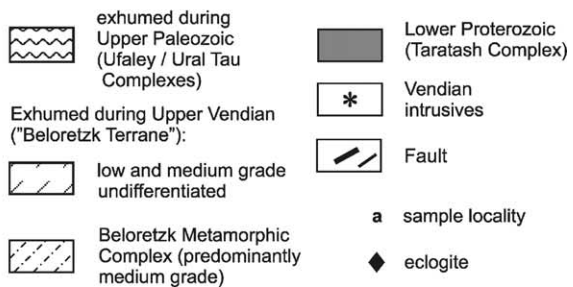 exhumed during
Upper Paleozoic
(Ufaley / Ural Tau
Complexes)
Exhumed during Upper Vendian
("Beloretzk Terrane"):
low and medium grade
undifferentiated
Beloretzk Metamorphic
Complex (predominantly
medium grade)
Lower Proterozoic
(Taratash Complex)
*
Vendian
intrusives
Fault
a sample locality
eclogite